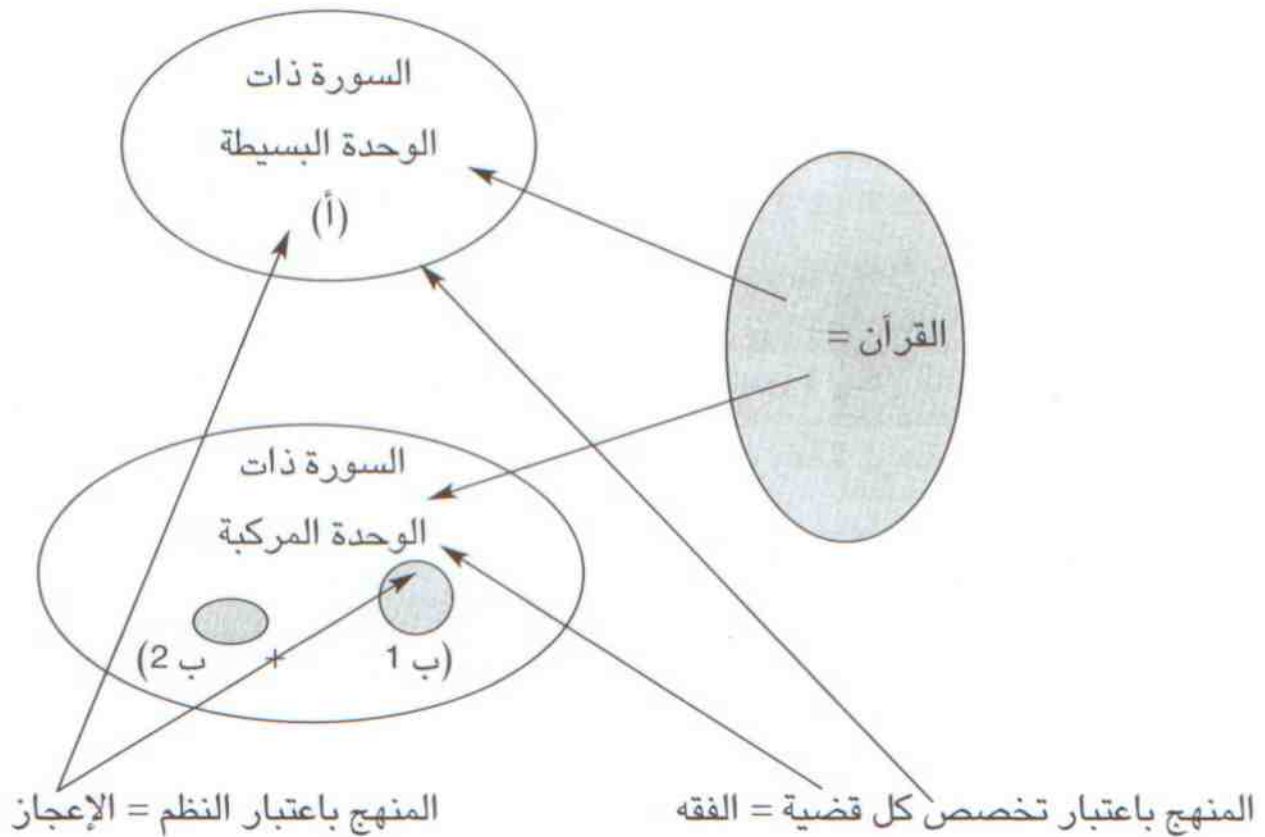 السورة ذات
الوحدة البسيطة
(أ)
القرآن =
السورة ذات
الوحدة المركبة
(ب 1 + ب 2)
المنهج باعتبار تخصص كل قضية = الفقه
المنهج باعتبار النظم = الإعجاز